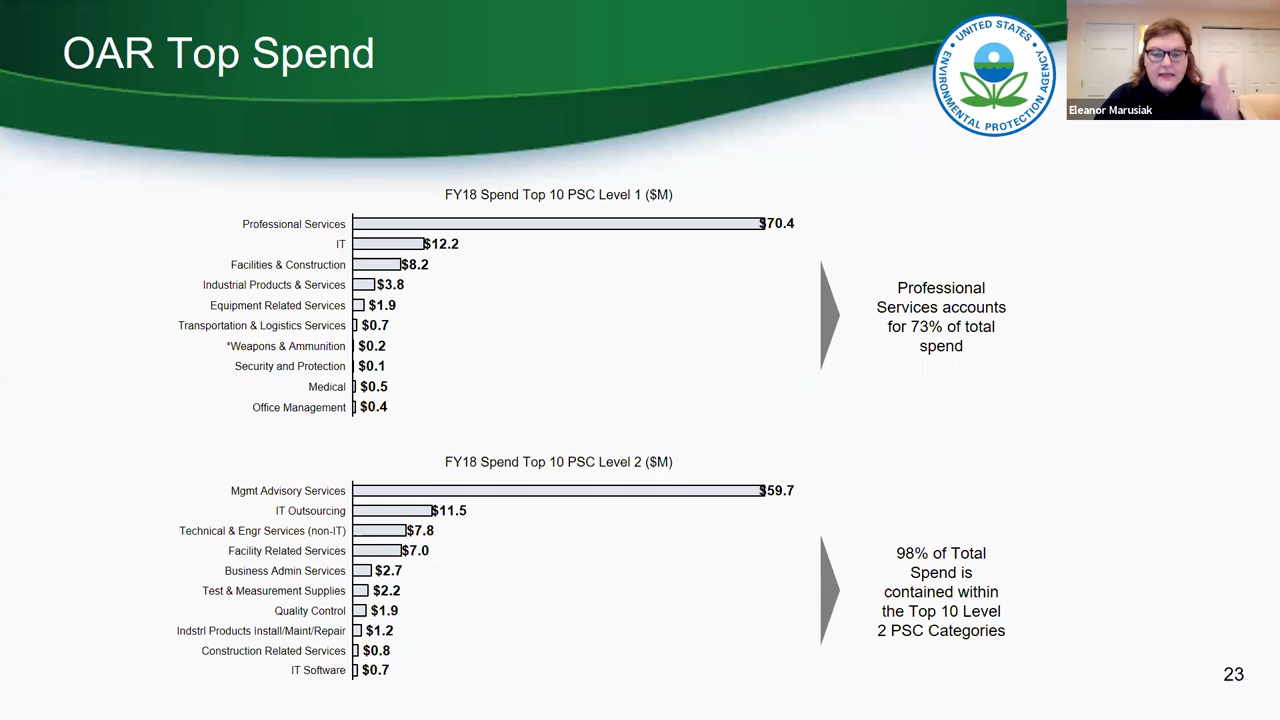 OAR Top Spend
UNITED STATES
ENVIRONMENTAL PROTECTION AGENCY
Eleanor Marusiak
FY18 Spend Top 10 PSC Level 1 ($M)
Professional Services $70.4
IT $12.2
Facilities & Construction $8.2
Industrial Products & Services $3.8
Equipment Related Services $1.9
Transportation & Logistics Services $0.7
*Weapons & Ammunition $0.2
Security and Protection $0.1
Medical $0.5
Office Management $0.4
Professional
Services accounts
for 73% of total
spend
FY18 Spend Top 10 PSC Level 2 ($M)
Mgmt Advisory Services $59.7
IT Outsourcing $11.5
Technical & Engr Services (non-IT) $7.8
Facility Related Services $7.0
Business Admin Services $2.7
Test & Measurement Supplies $2.2
Quality Control $1.9
Indstrl Products Install/Maint/Repair $1.2
Construction Related Services $0.8
IT Software $0.7
98% of Total
Spend is
contained within
the Top 10 Level
2 PSC Categories
23